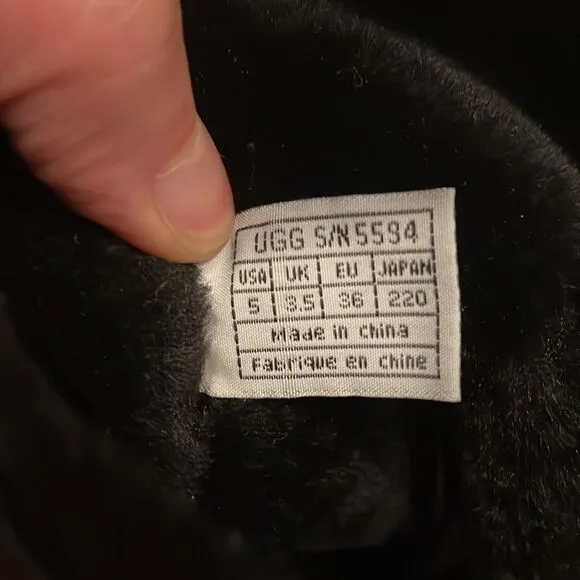 UGG S/N 5594
USA UK EU JAPAN
5 3.5 36 220
Made in China
Fabrique en chine